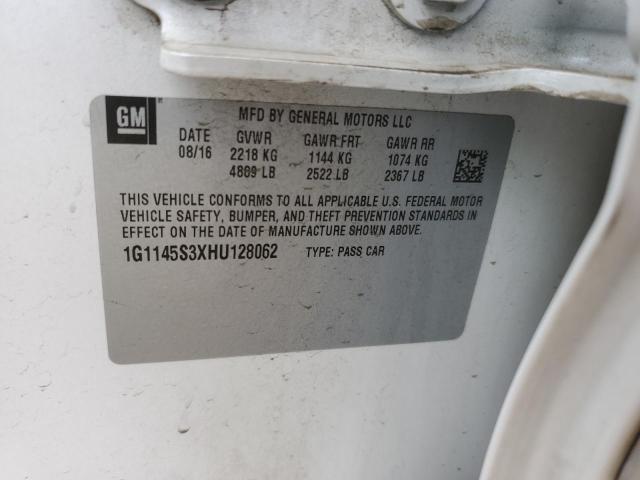 GM
MFD BY GENERAL MOTORS LLC
DATE GVWR GAWR FRT GAWR RR
08/16 2218 KG 1144 KG 1074 KG
4889 LB 2522 LB 2367 LB
THIS VEHICLE CONFORMS TO ALL APPLICABLE U.S. FEDERAL MOTOR
VEHICLE SAFETY, BUMPER, AND THEFT PREVENTION STANDARDS IN
EFFECT ON THE DATE OF MANUFACTURE SHOWN ABOVE.
1G1145S3XHU128062 TYPE: PASS CAR